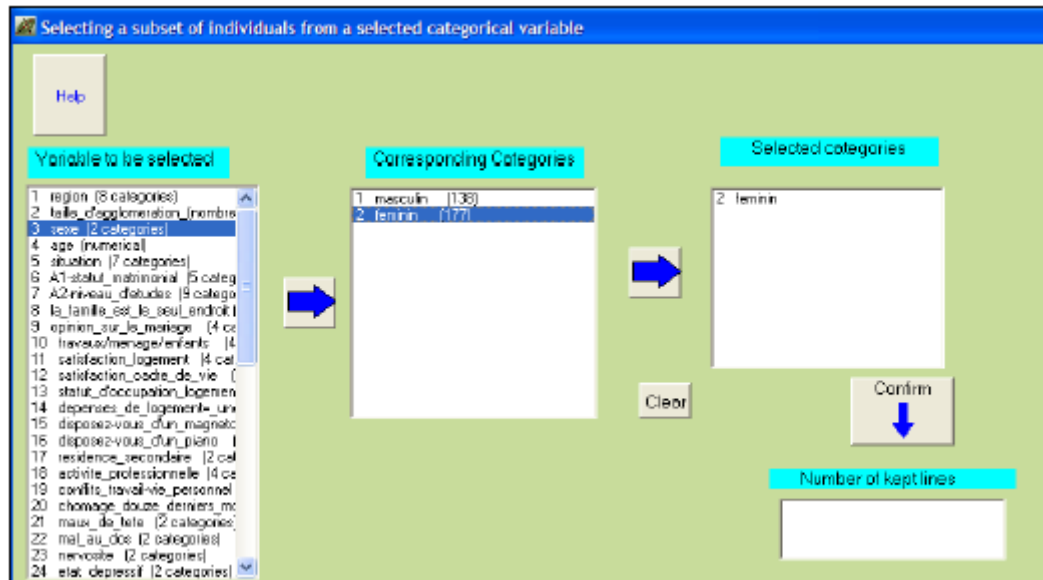 Selecting a subset of individuals from a selected categorical variable
Help
Variable to be selected
1 region (8 categories)
2 taille_d'agglomeration_(nombre
3 sexe (2 categories)
4 age (numerical)
5 situation (7 categories)
6 A1-statut_matrimonial (5 categ
7 A2-niveau_d'etudes (9 catego
8 la_famille_est_le_seul_endroit (
9 opinion_sur_le_mariage (4 ca
10 travaux/menage/enfants (4
11 satisfaction_logement (4 cat
12 satisfaction_cadre_de_vie (
13 statut_d'occupation_logemen
14 depenses_de_logement=_une
15 disposez-vous_d'un_magneto
16 disposez-vous_d'un_piano (
17 residence_secondaire (2 cat
18 activite_professionnelle (4 ca
19 conflits_travail-vie_personnel
20 chomage_douze_derniers_mo
21 maux_de_tete (2 categories)
22 mal_au_dos (2 categories)
23 nervosite (2 categories)
24 etat_depressif (2 categories)
Corresponding Categories
1 masculin (138)
2 feminin (177)
Selected categories
2 feminin
Clear
Confirm
Number of kept lines